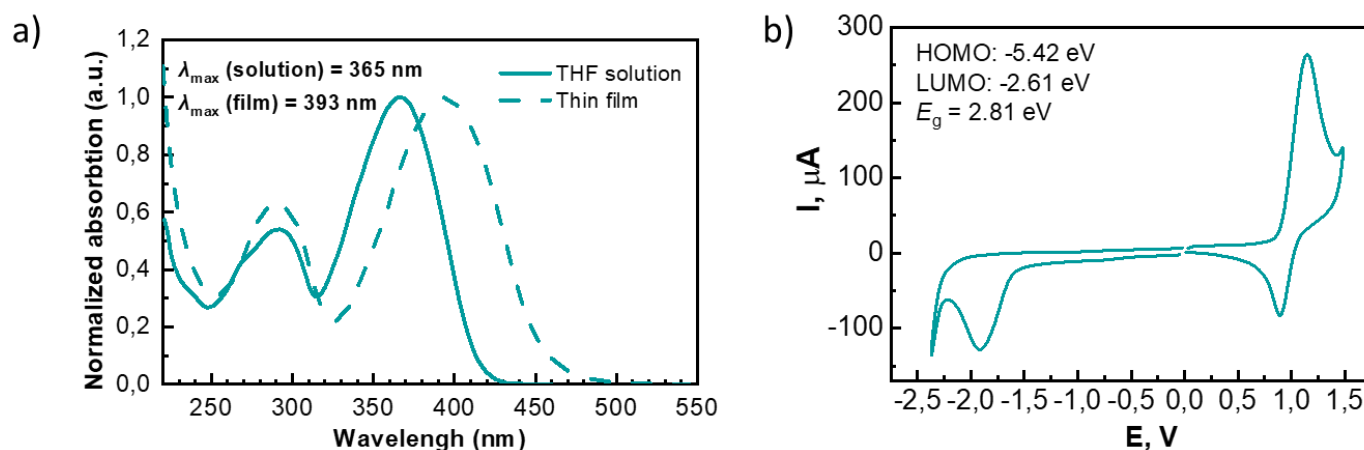 a)
1,2
1,0
0,8
0,6
0,4
0,2
0,0
Normalized absorbtion (a.u.)
λmax (solution) = 365 nm
λmax (film) = 393 nm
THF solution
Thin film
250 300 350 400 450 500 550
Wavelengh (nm)
b)
300
200
100
0
-100
I, μA
HOMO: -5.42 eV
LUMO: -2.61 eV
Eg = 2.81 eV
-2,5 -2,0 -1,5 -1,0 -0,5 0,0 0,5 1,0 1,5
E, V